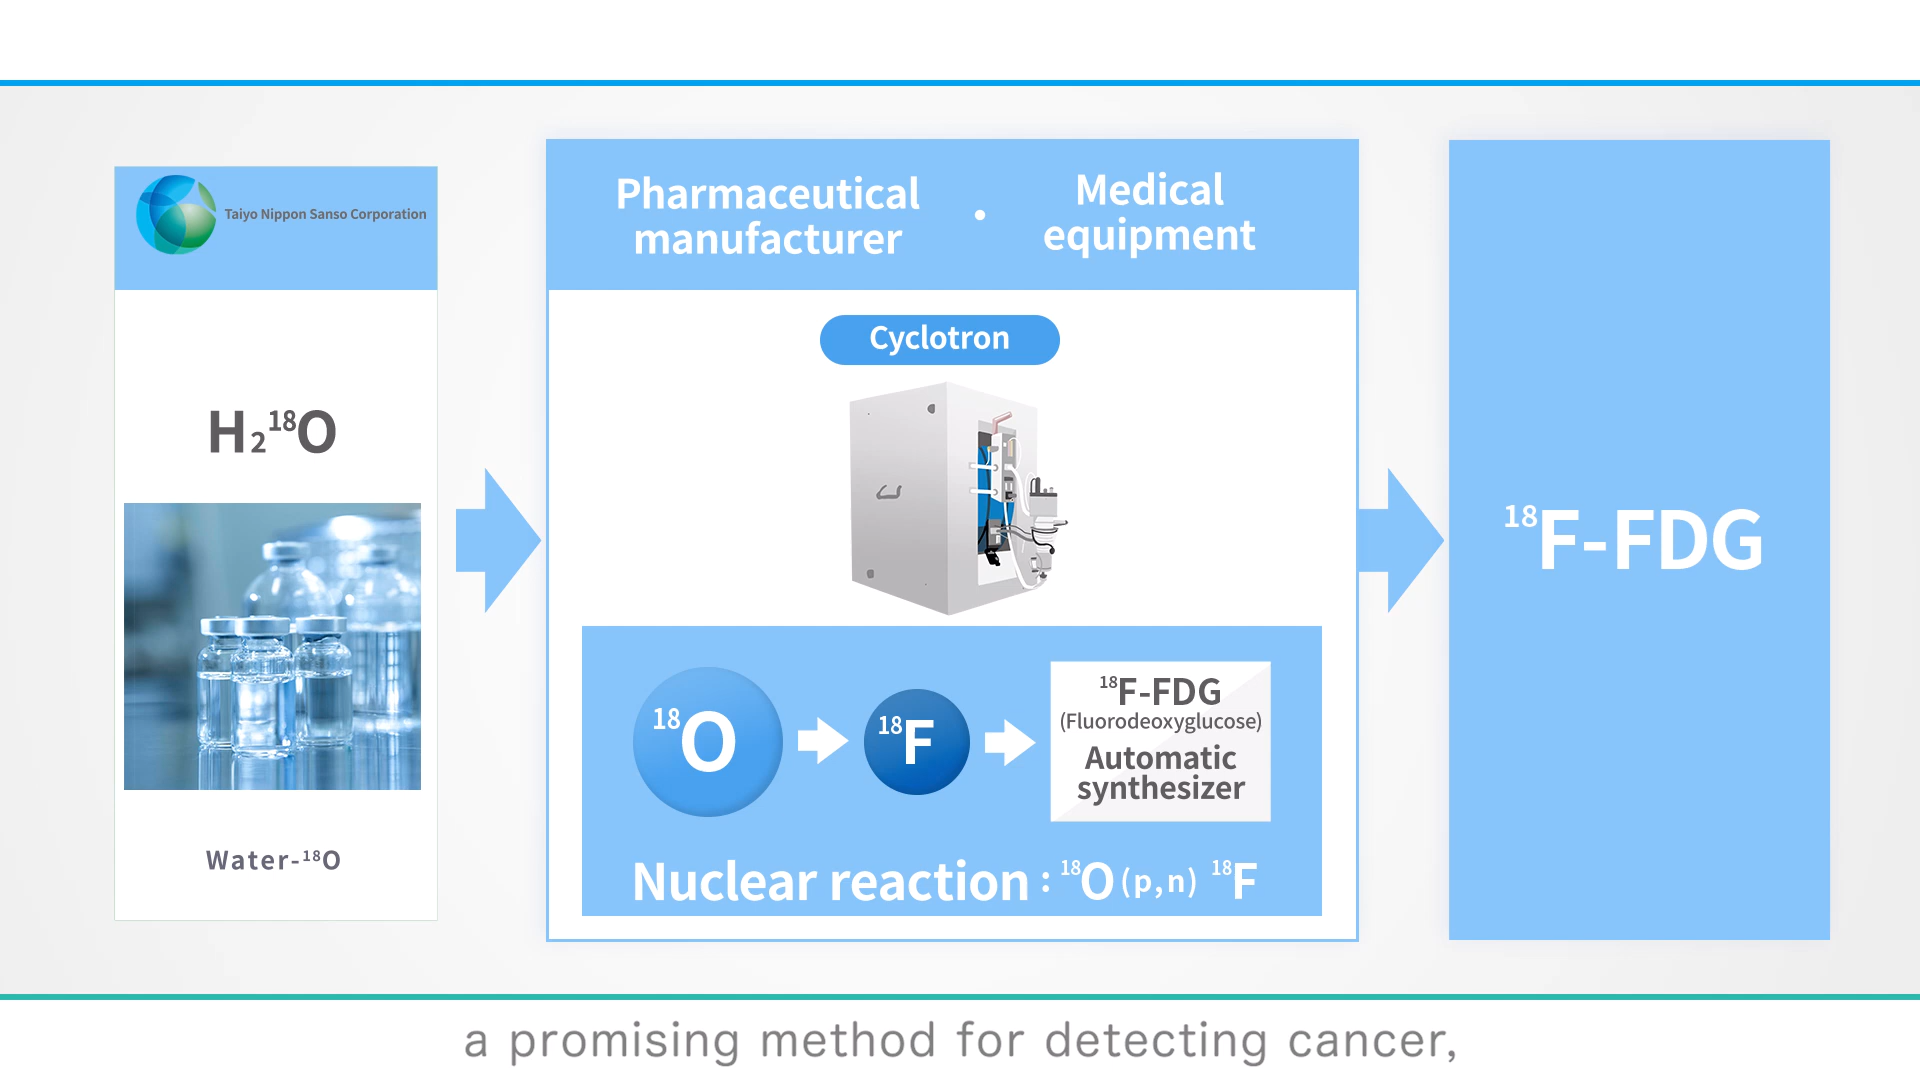 Taiyo Nippon Sanso Corporation
H₂¹⁸O
Water-¹⁸O
Pharmaceutical
manufacturer
・
Medical
equipment
Cyclotron
¹⁸O
¹⁸F
¹⁸F-FDG
(Fluorodeoxyglucose)
Automatic
synthesizer
Nuclear reaction : ¹⁸O (p,n) ¹⁸F
¹⁸F-FDG
a promising method for detecting cancer,